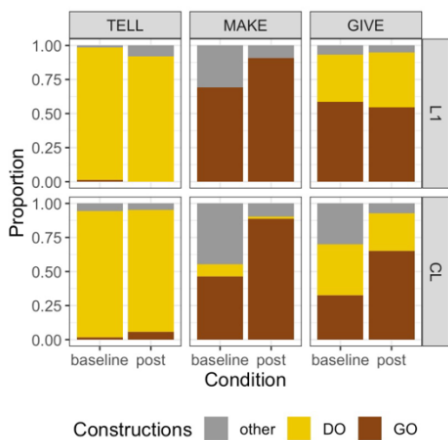 TELL MAKE GIVE
1.00
0.75
0.50
0.25
0.00
L1
1.00
0.75
0.50
0.25
0.00
CL
Proportion
baseline post baseline post baseline post
Condition
Constructions other DO GO